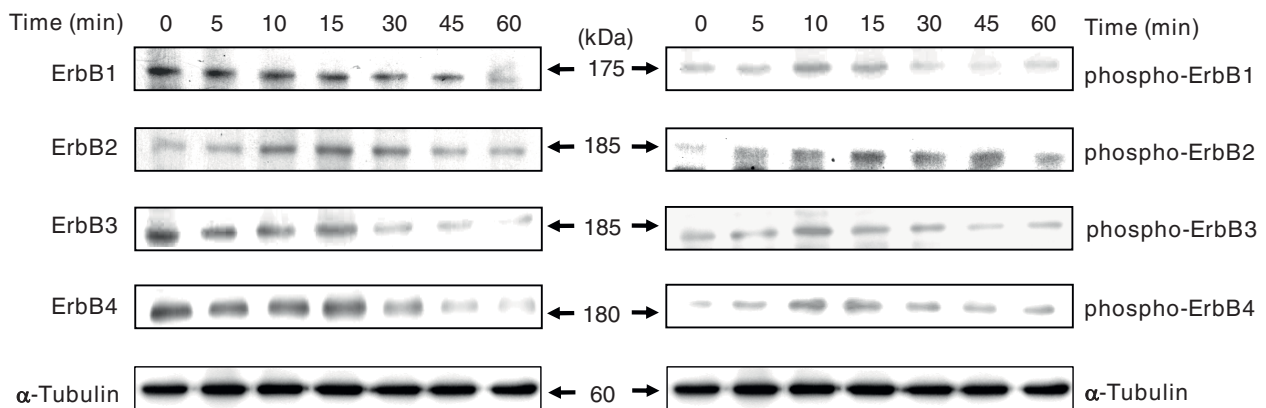 Time (min) 0 5 10 15 30 45 60 (kDa) 0 5 10 15 30 45 60 Time (min)
ErbB1 175 phospho-ErbB1
ErbB2 185 phospho-ErbB2
ErbB3 185 phospho-ErbB3
ErbB4 180 phospho-ErbB4
α-Tubulin 60 α-Tubulin